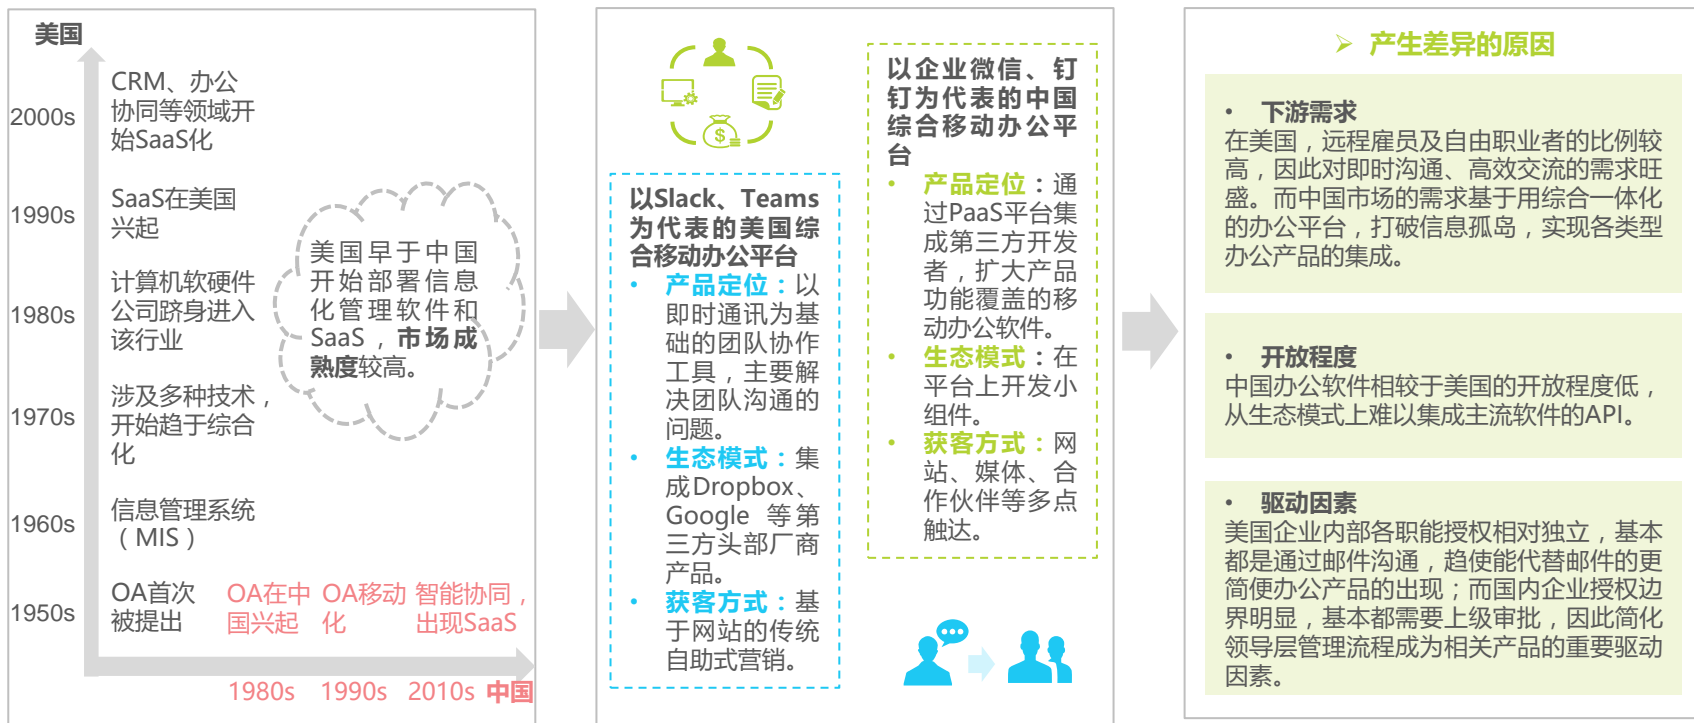 美国
2000s
CRM、办公
协同等领域开
始SaaS化
1990s
SaaS在美国
兴起
1980s
计算机软硬件
公司跻身进入
该行业
1970s
涉及多种技术，
开始趋于综合
化
1960s
信息管理系统
（MIS）
1950s
OA首次
被提出
OA在中
国兴起
OA移动
化
智能协同，
出现SaaS
1980s
1990s
2010s
中国
美国早于中国
开始部署信息
化管理软件和
SaaS，市场成
熟度较高。
以Slack、Teams
为代表的美国综
合移动办公平台
• 产品定位：以
即时通讯为基
础的团队协作
工具，主要解
决团队沟通的
问题。
• 生态模式：集
成Dropbox、
Google 等第
三方头部厂商
产品。
• 获客方式：基
于网站的传统
自助式营销。
以企业微信、钉
钉为代表的中国
综合移动办公平
台
• 产品定位：通
过PaaS平台集
成第三方开发
者，扩大产品
功能覆盖的移
动办公软件。
• 生态模式：在
平台上开发小
组件。
• 获客方式：网
站、媒体、合
作伙伴等多点
触达。
$
➢ 产生差异的原因
• 下游需求
在美国，远程雇员及自由职业者的比例较
高，因此对即时沟通、高效交流的需求旺
盛。而中国市场的需求基于用综合一体化
的办公平台，打破信息孤岛，实现各类型
办公产品的集成。
• 开放程度
中国办公软件相较于美国的开放程度低，
从生态模式上难以集成主流软件的API。
• 驱动因素
美国企业内部各职能授权相对独立，基本
都是通过邮件沟通，趋使能代替邮件的更
简便办公产品的出现；而国内企业授权边
界明显，基本都需要上级审批，因此简化
领导层管理流程成为相关产品的重要驱动
因素。